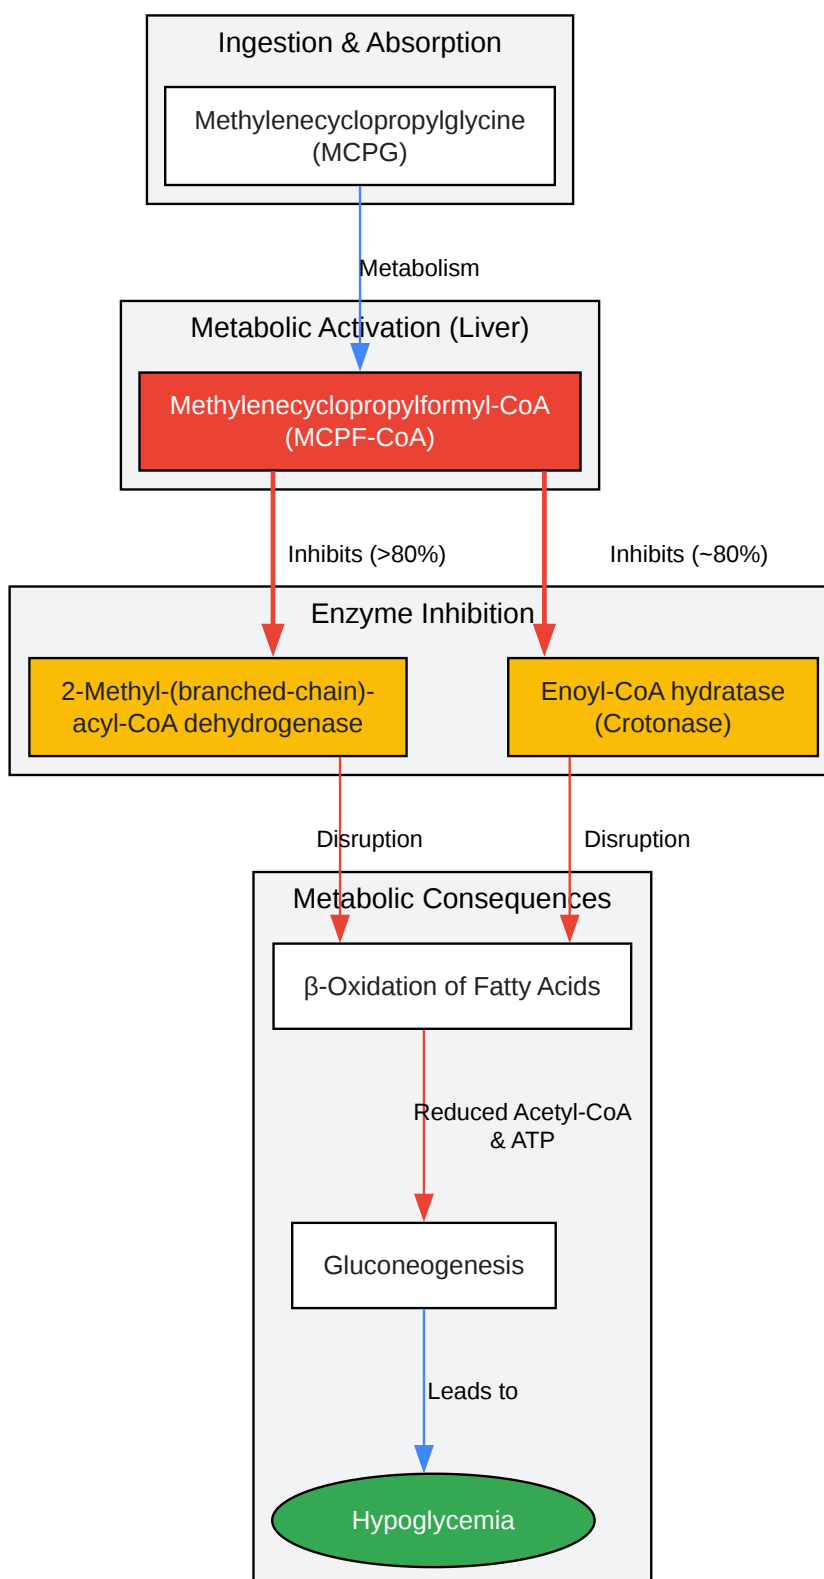 Ingestion & Absorption
Methylenecyclopropylglycine
(MCPG)
Metabolism
Metabolic Activation (Liver)
Methylenecyclopropylformyl-CoA
(MCPF-CoA)
Inhibits (>80%)
Inhibits (~80%)
Enzyme Inhibition
2-Methyl-(branched-chain)-
acyl-CoA dehydrogenase
Enoyl-CoA hydratase
(Crotonase)
Disruption
Disruption
Metabolic Consequences
β-Oxidation of Fatty Acids
Reduced Acetyl-CoA
& ATP
Gluconeogenesis
Leads to
Hypoglycemia